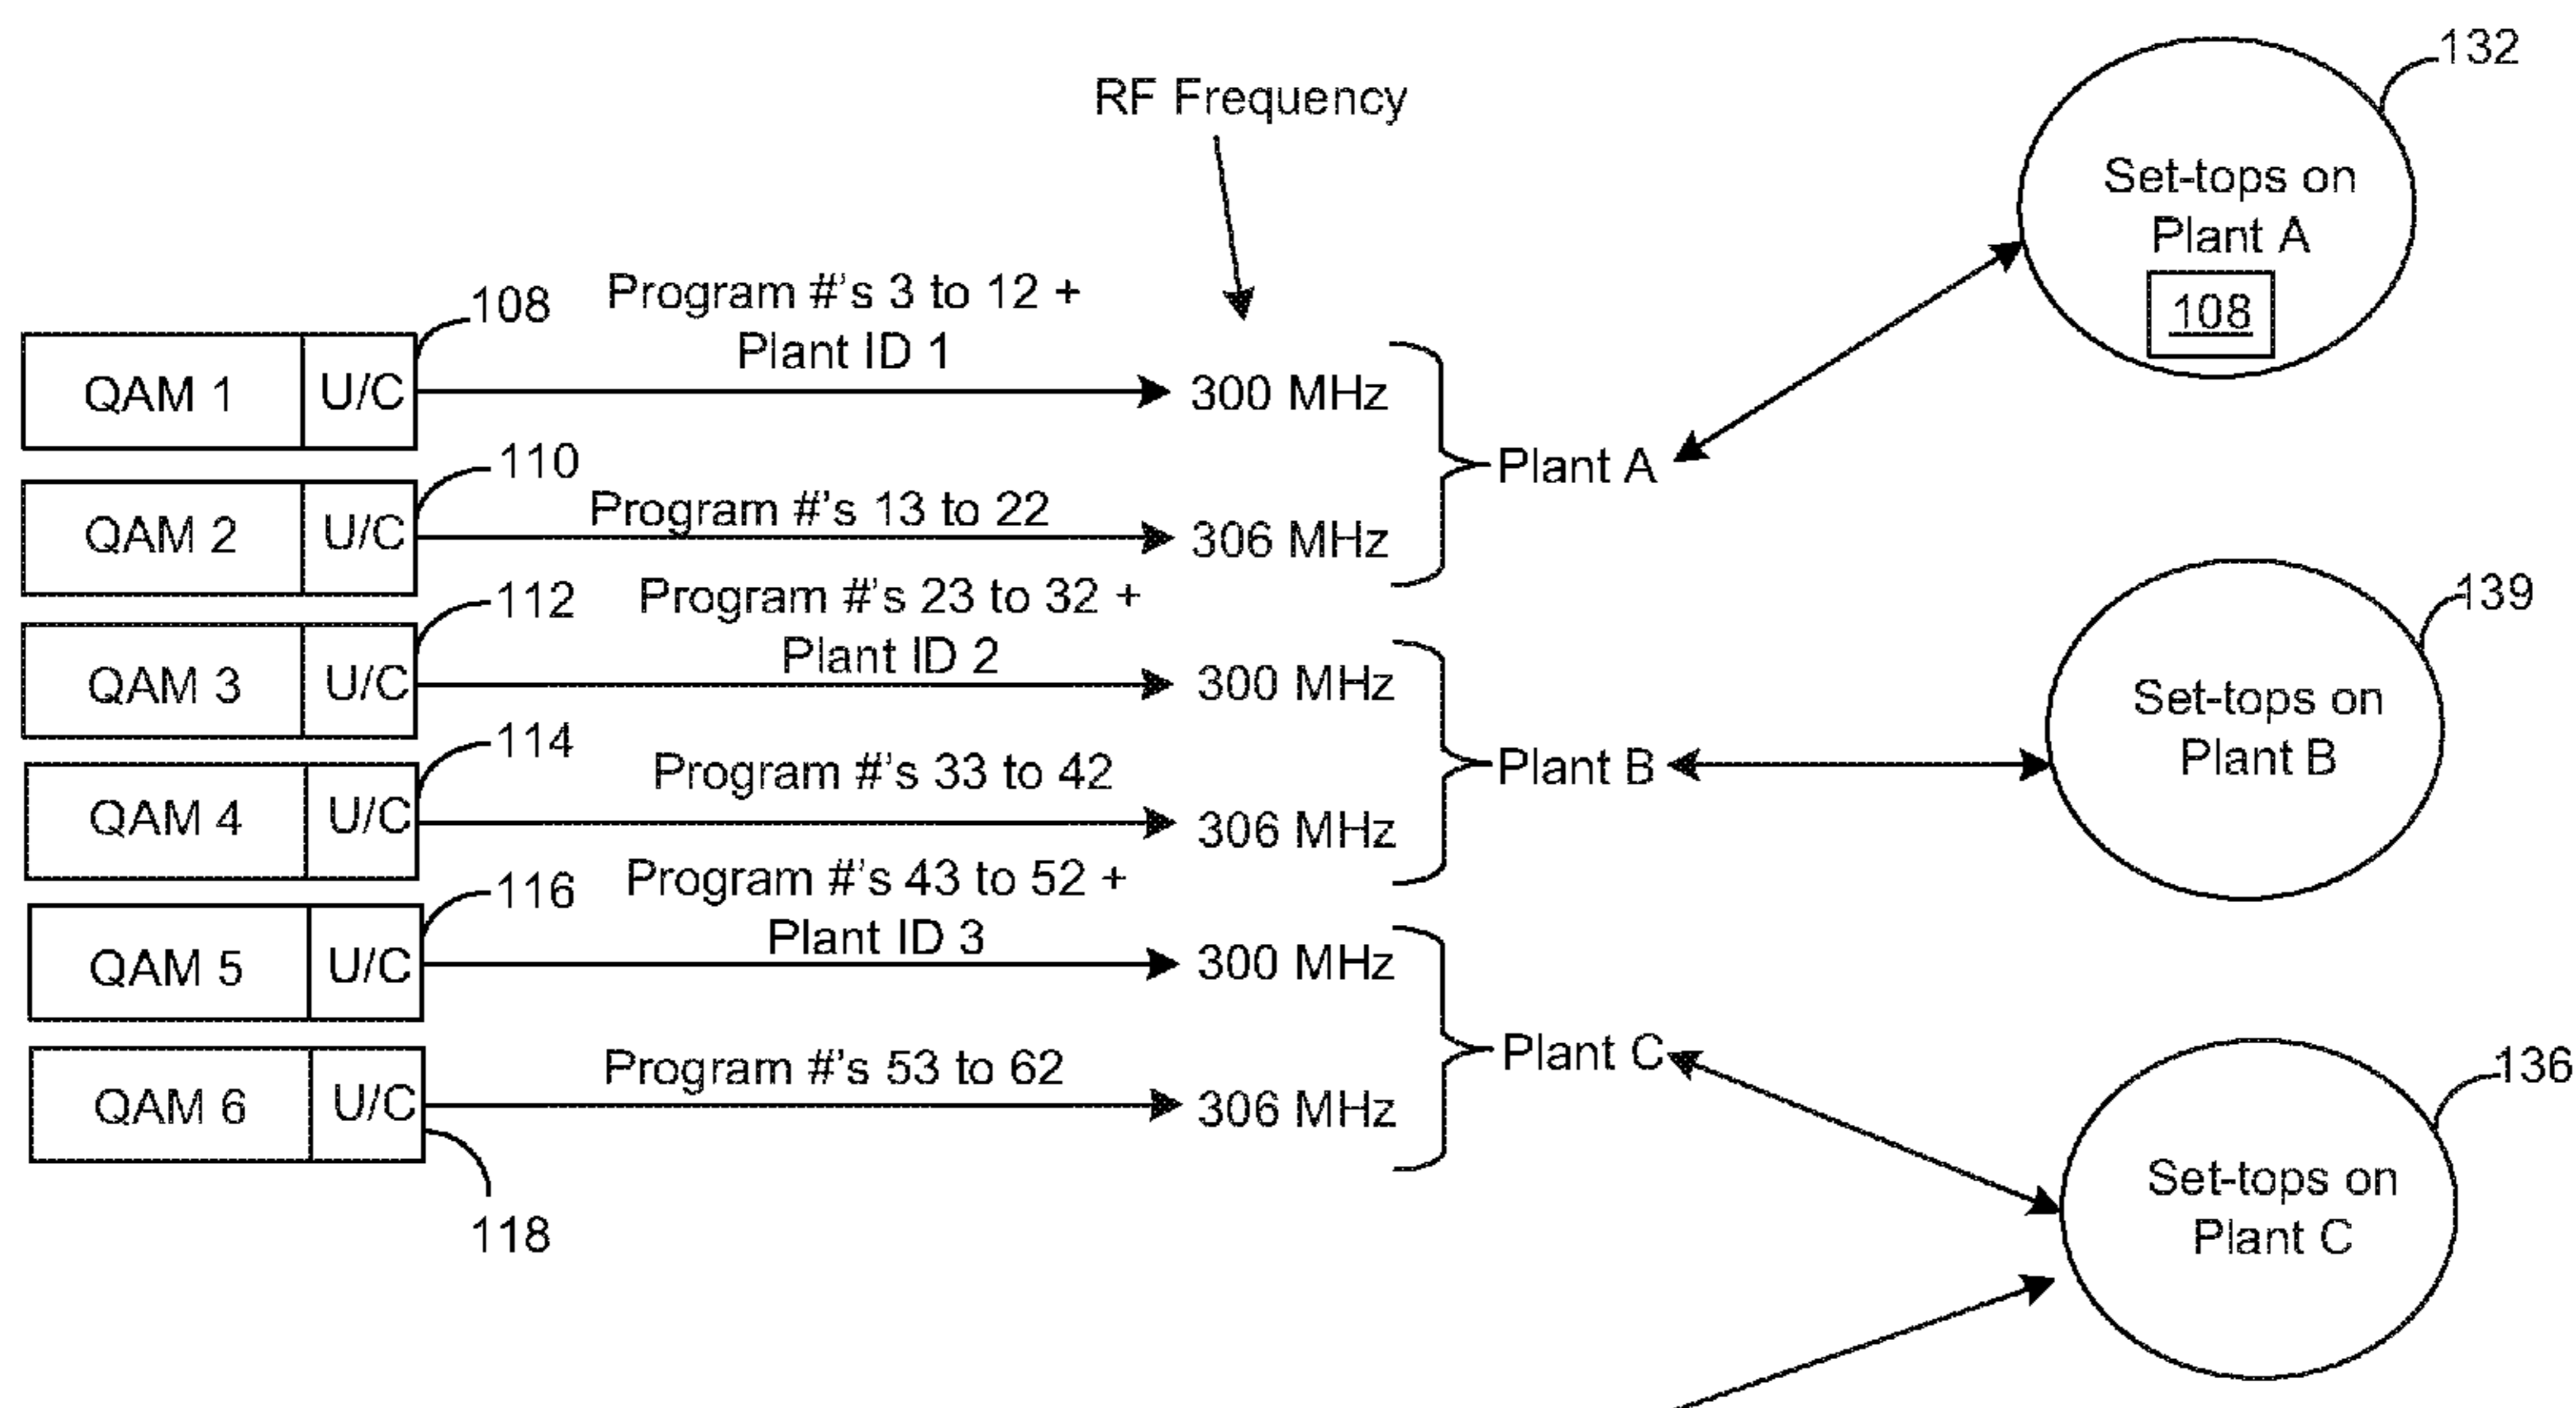 RF Frequency
132
Set-tops on
Plant A
108
Program #'s 3 to 12 +
Plant ID 1
108
QAM 1
U/C
300 MHz
110
Program #'s 13 to 22
QAM 2
U/C
306 MHz
Plant A
112
Program #'s 23 to 32 +
Plant ID 2
QAM 3
U/C
300 MHz
114
Program #'s 33 to 42
QAM 4
U/C
306 MHz
Plant B
139
Set-tops on
Plant B
116
Program #'s 43 to 52 +
Plant ID 3
QAM 5
U/C
300 MHz
Program #'s 53 to 62
QAM 6
U/C
306 MHz
118
Plant C
136
Set-tops on
Plant C